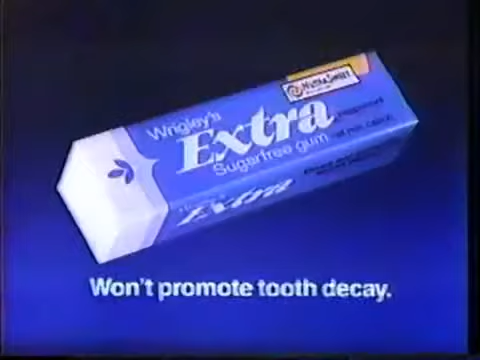 NutraSweet
Wrigley's
Extra
Sugarfree gum
Extra
Won't promote tooth decay.